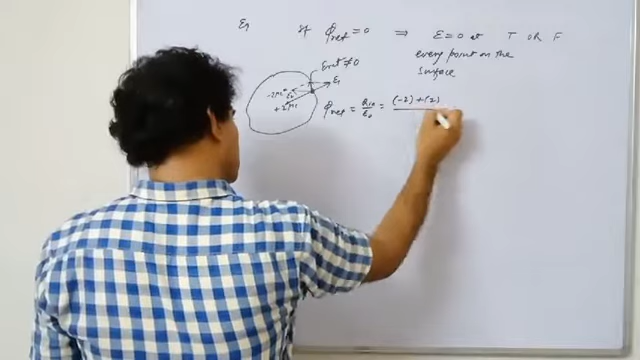 Eg if ϕnet = 0 ⇒ E = 0 at T OR F
every point on the
surface
Enet ≠ 0
E1
-2μc E2
+2μc
ϕnet = qin/ε0 = (-2)+(2)